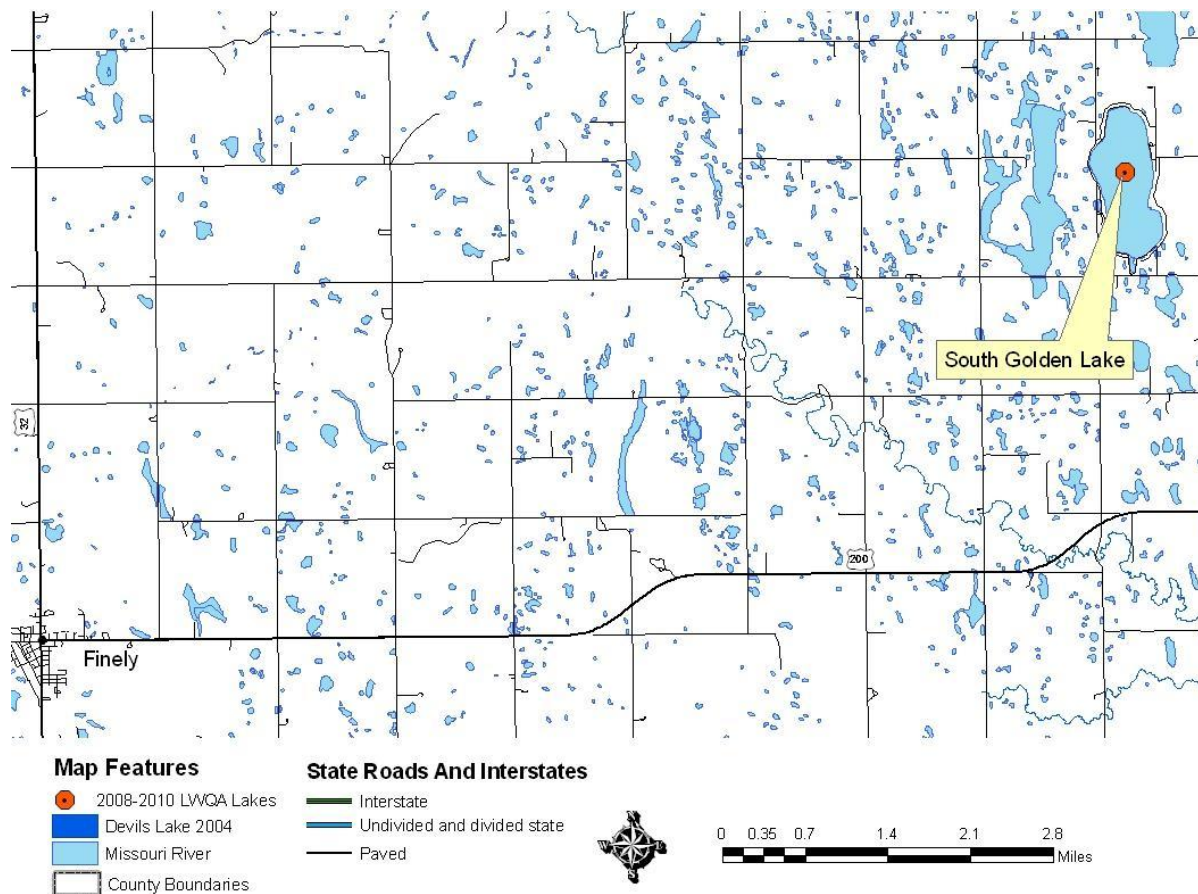 South Golden Lake
32
200
Finely
Map Features
2008-2010 LWQA Lakes
Devils Lake 2004
Missouri River
County Boundaries
State Roads And Interstates
Interstate
Undivided and divided state
Paved
N
W E
S
0 0.35 0.7 1.4 2.1 2.8
Miles